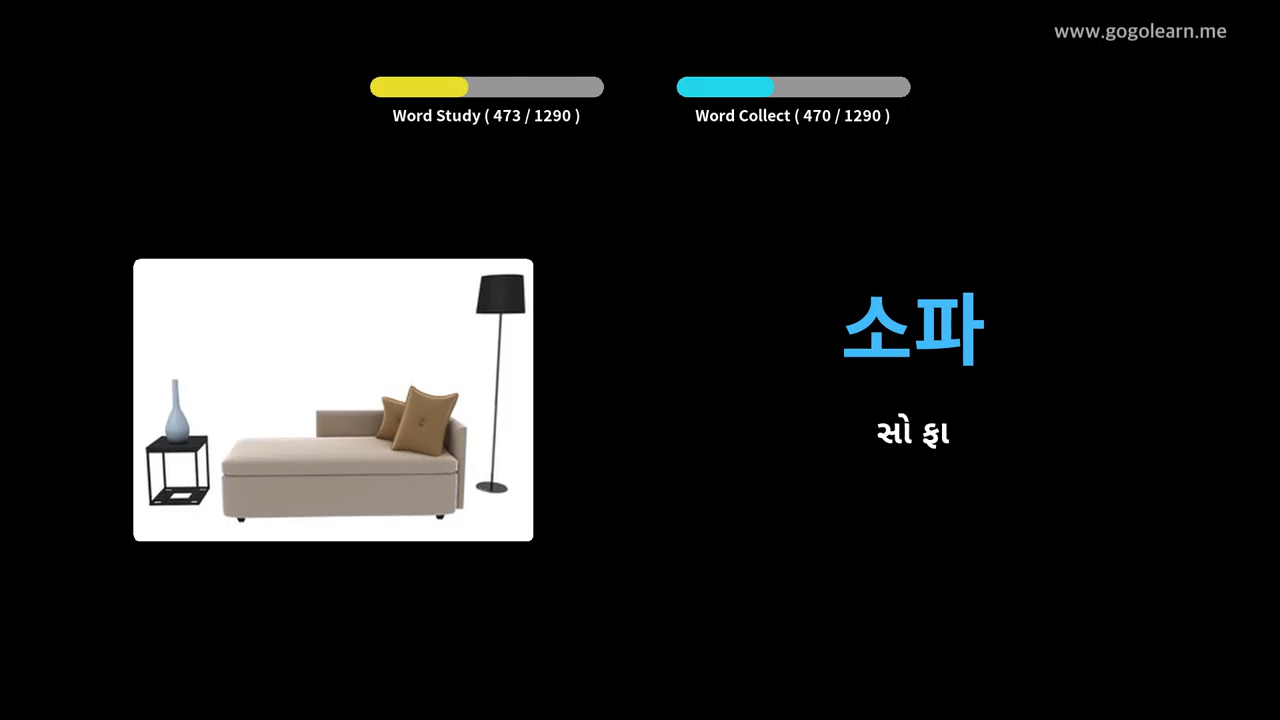 www.gogolearn.me
Word Study ( 473 / 1290 )
Word Collect ( 470 / 1290 )
소파
સો ફા